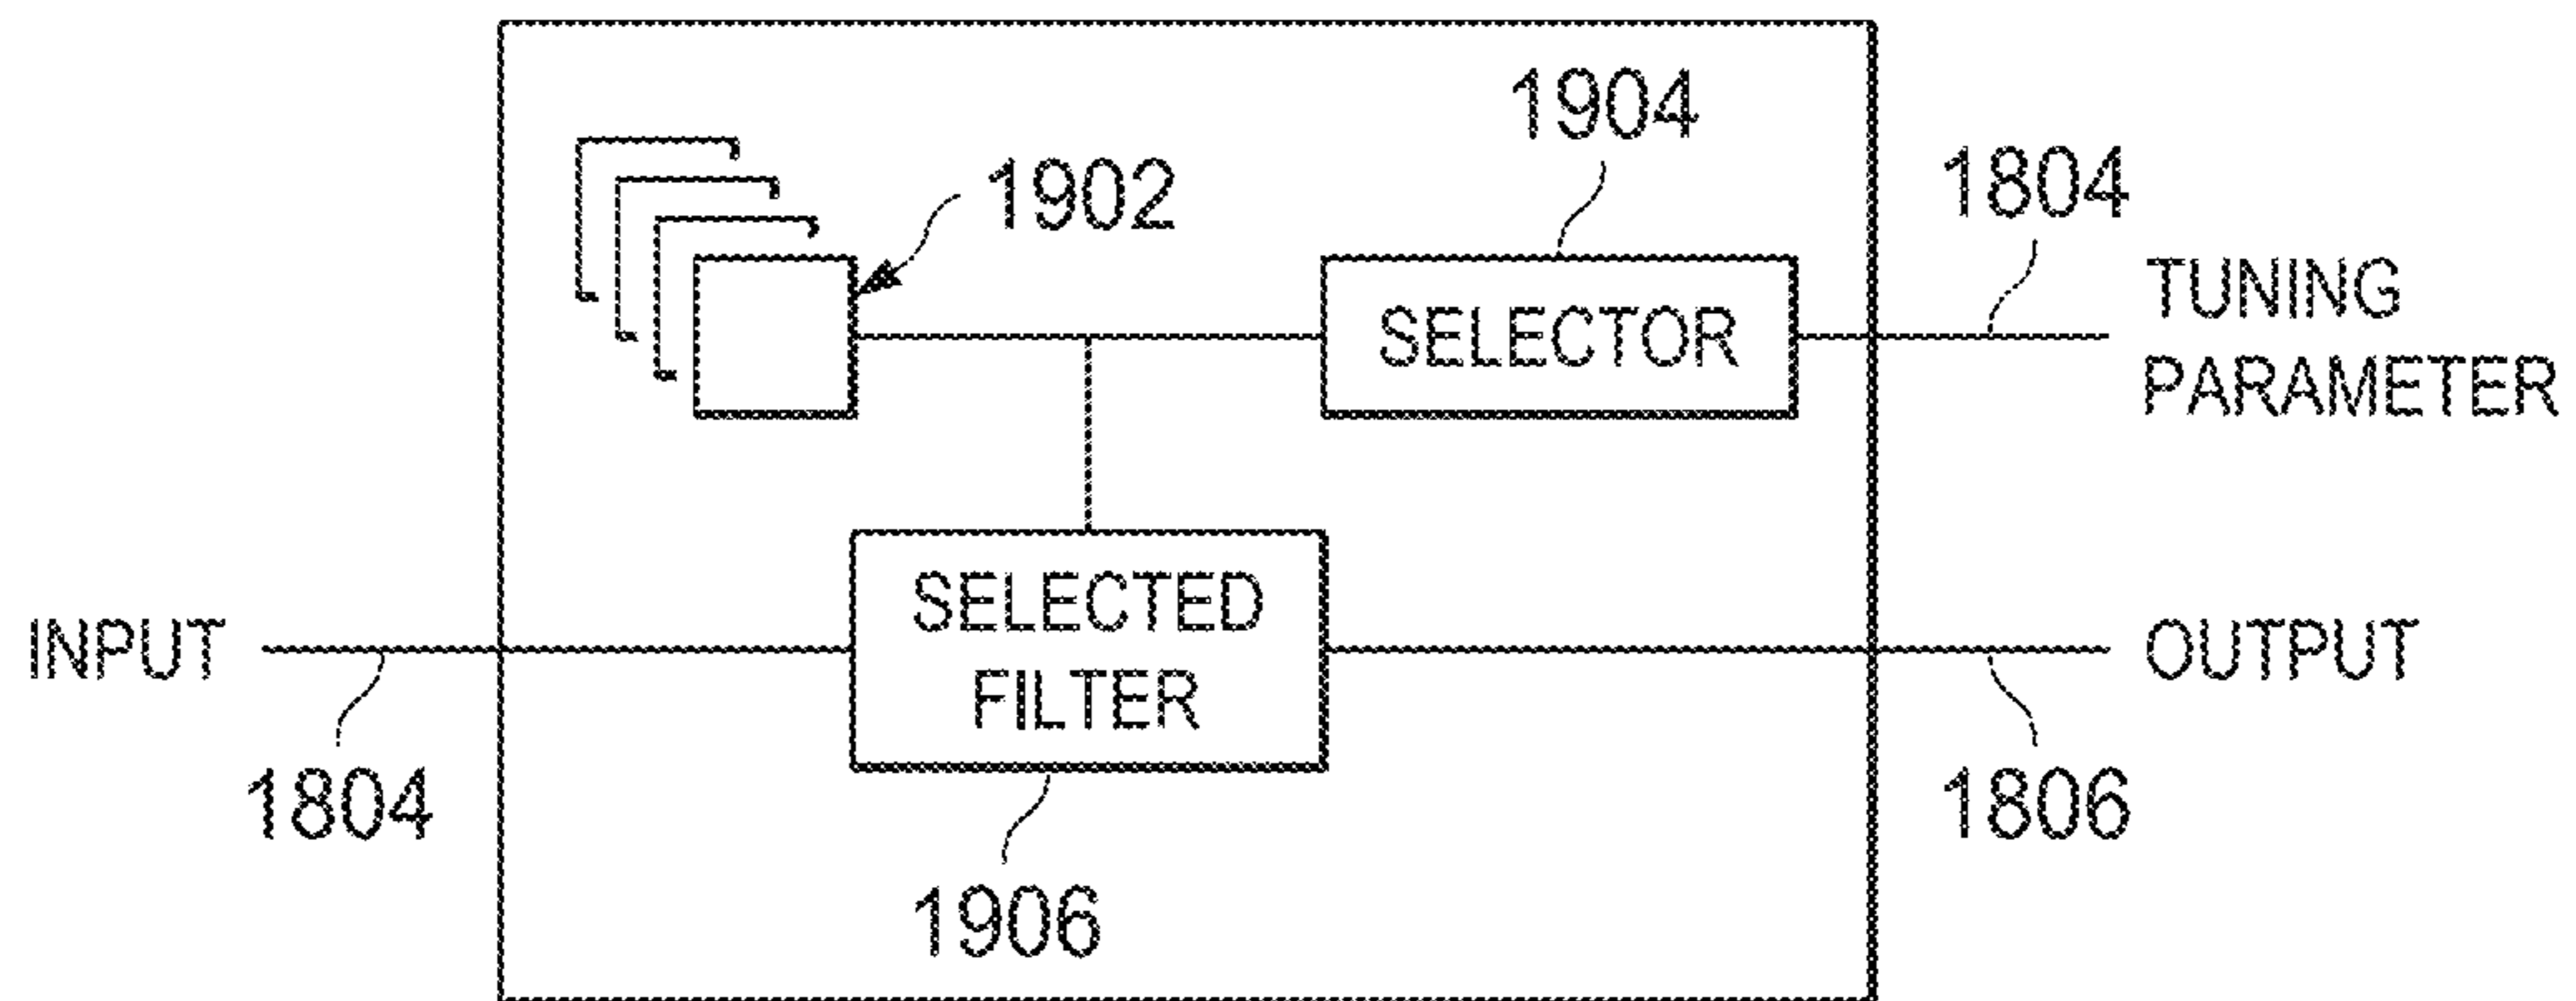 1904
1804
1902
TUNING
PARAMETER
SELECTOR
SELECTED
FILTER
INPUT
OUTPUT
1804
1806
1906